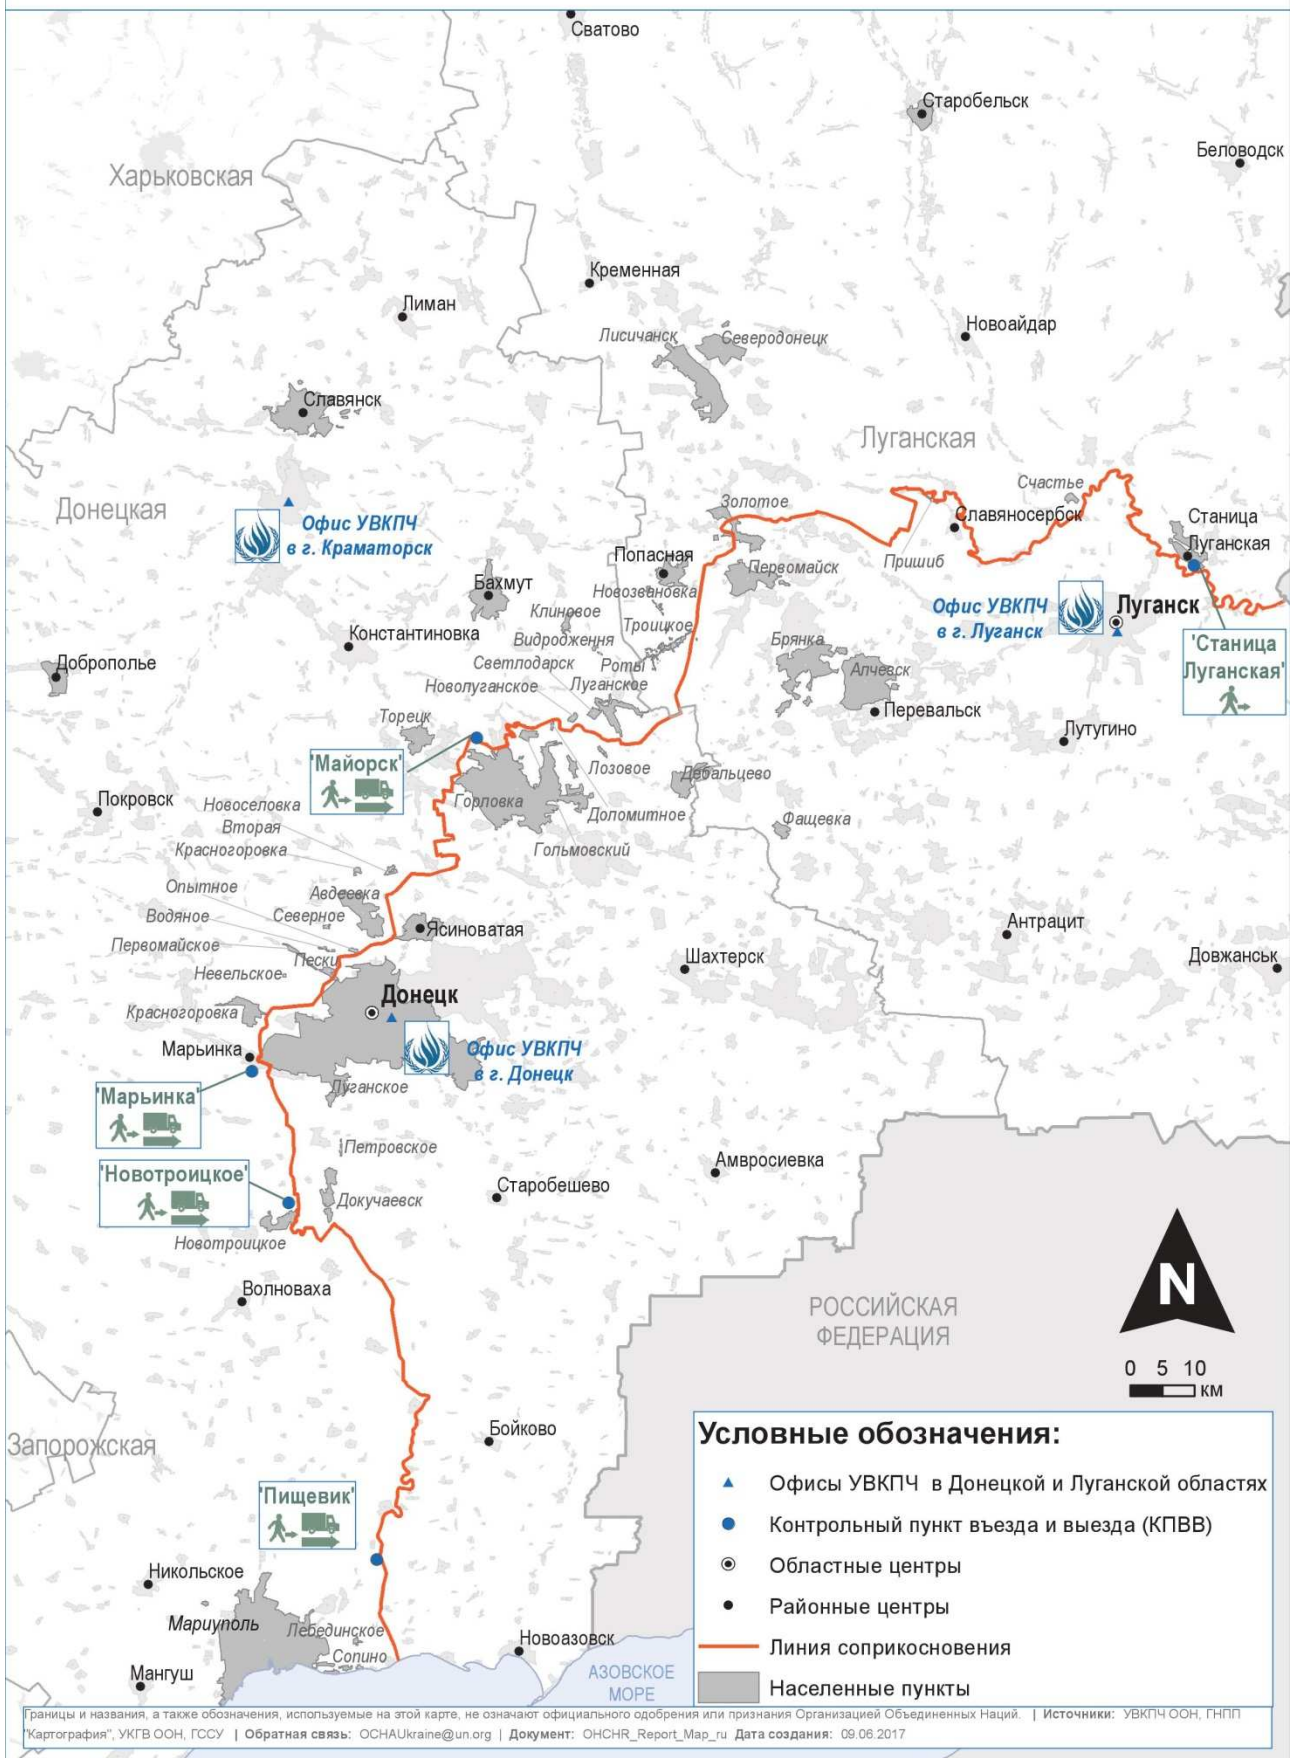 Сватово
Старобельск
Беловодск
Харьковская
Кременная
Лиман
Новоайдар
Лисичанск
Северодонецк
Славянск
Луганская
Донецкая
Счастье
Золотое
Славяносербск
Станица
Луганская
Офис УВКПЧ
в г. Краматорск
Попасная
Первомайск
Пришиб
Бахмут
Новозвановка
Клиновое
Троицкое
Офис УВКПЧ
в г. Луганск
Луганск
Константиновка
Видродження
Брянка
'Станица
Луганская'
Доброполье
Светлодарск
Роты
Алчевск
Новолуганское
Луганское
Перевальск
Торецк
Лутугино
'Майорск'
Лозовое
Дебальцево
Покровск
Новоселовка
Вторая
Горловка
Доломитное
Фащевка
Красногоровка
Гольмовский
Опытное
Авдеевка
Водяное
Северное
Ясиноватая
Антрацит
Первомайское
Пески
Шахтерск
Довжанськ
Невельское
Донецк
Красногоровка
Марьинка
Офис УВКПЧ
в г. Донецк
'Марьинка'
Луганское
Петровское
'Новотроицкое'
Амвросиевка
Докучаевск
Старобешево
Новотроицкое
Волноваха
N
РОССИЙСКАЯ
ФЕДЕРАЦИЯ
0 5 10
км
Запорожская
Бойково
'Пищевик'
Никольское
Мариуполь
Лебединское
Сопино
Новоазовск
Мангуш
АЗОВСКОЕ
МОРЕ
Условные обозначения:
Офисы УВКПЧ в Донецкой и Луганской областях
Контрольный пункт въезда и выезда (КПВВ)
Областные центры
Районные центры
Линия соприкосновения
Населенные пункты
Границы и названия, а также обозначения, используемые на этой карте, не означают официального одобрения или признания Организацией Объединенных Наций. | Источники: УВКПЧ ООН, ГНПП
"Картография", УКГВ ООН, ГССУ | Обратная связь: OCHAUkraine@un.org | Документ: OHCHR_Report_Map_ru Дата создания: 09.06.2017